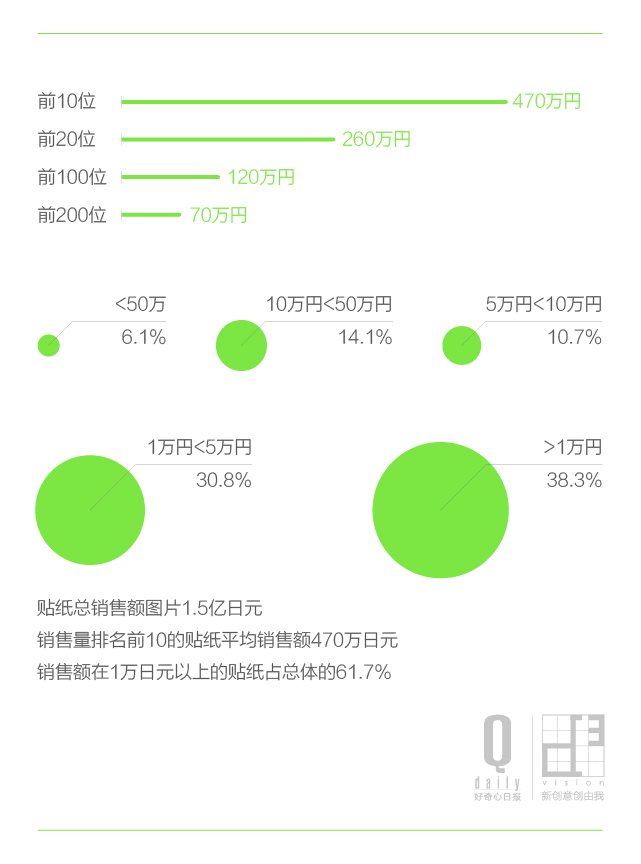 前10位 470万円
前20位 260万円
前100位 120万円
前200位 70万円
<50万 10万円<50万円 5万円<10万円
6.1% 14.1% 10.7%
1万円<5万円 >1万円
30.8% 38.3%
贴纸总销售额图片1.5亿日元
销售量排名前10的贴纸平均销售额470万日元
销售额在1万日元以上的贴纸占总体的61.7%
Q
daily vision
好奇心日报 新创意创由我